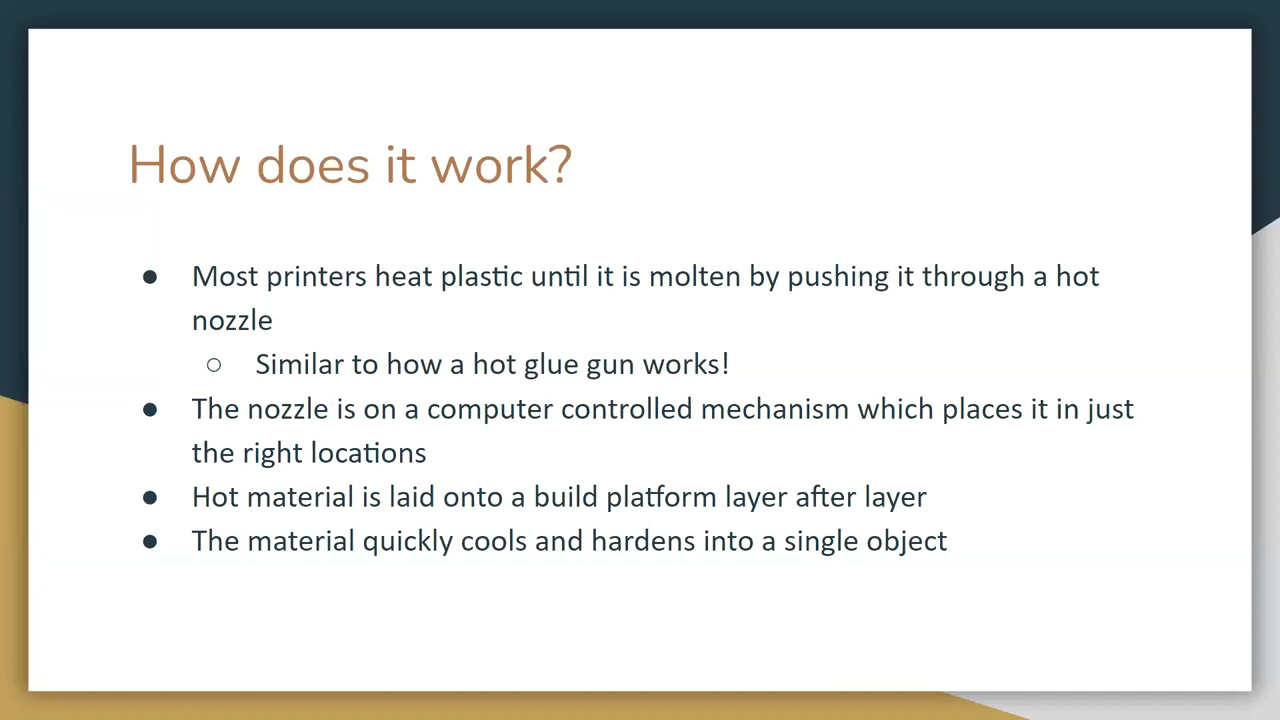 How does it work?
● Most printers heat plastic until it is molten by pushing it through a hot
nozzle
○ Similar to how a hot glue gun works!
● The nozzle is on a computer controlled mechanism which places it in just
the right locations
● Hot material is laid onto a build platform layer after layer
● The material quickly cools and hardens into a single object